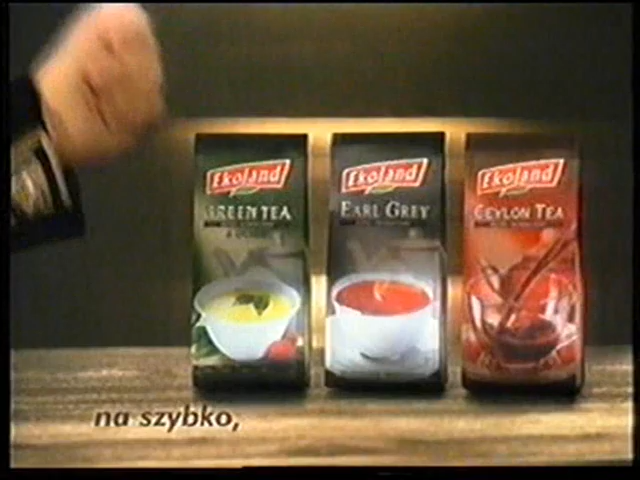 Ekoland
GREEN TEA
Ekoland
EARL GREY
Ekoland
CEYLON TEA
na szybko,